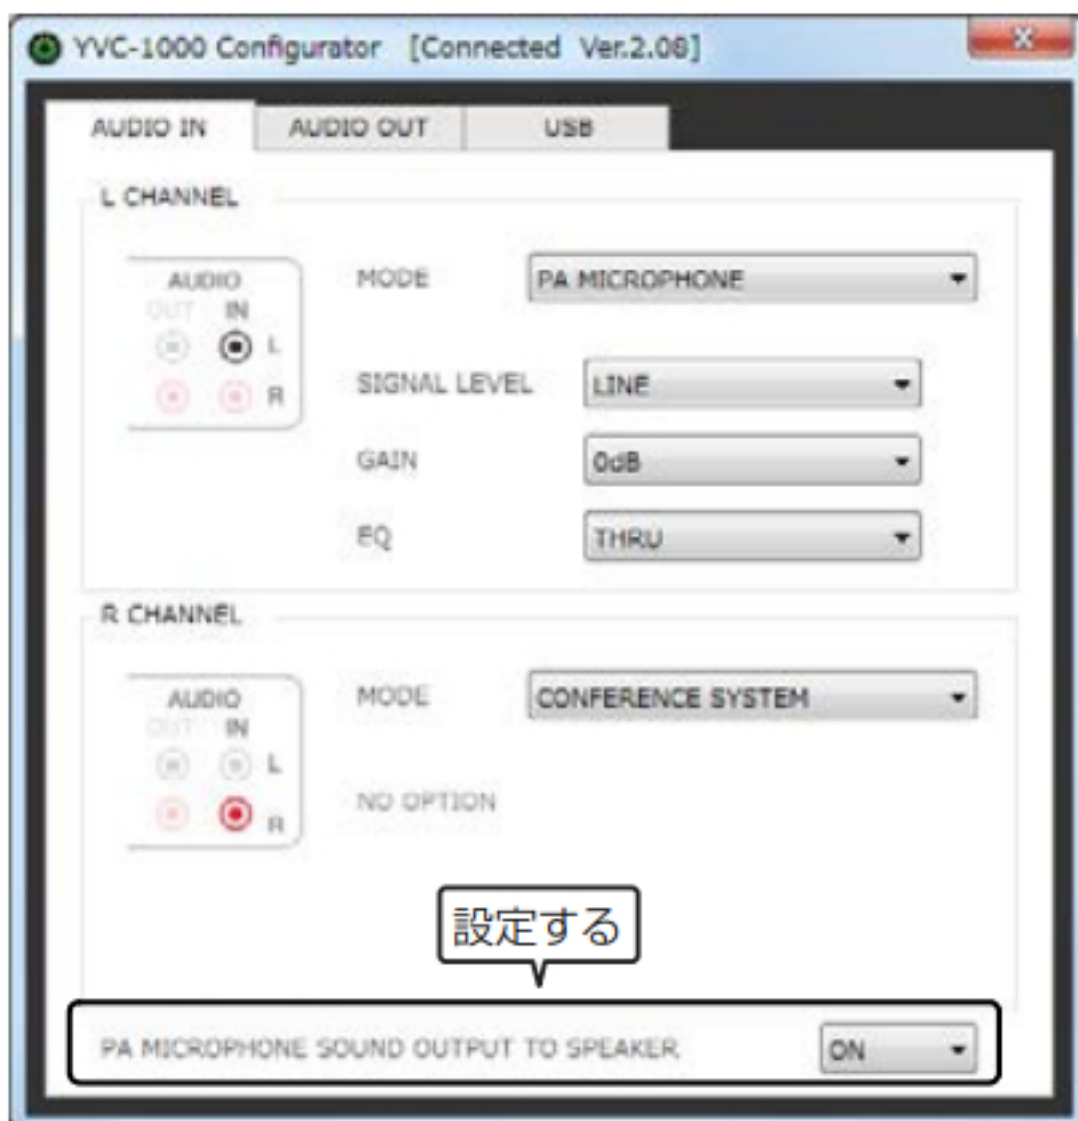 YVC-1000 Configurator [Connected Ver.2.08]
AUDIO IN
AUDIO OUT
USB
L CHANNEL
AUDIO
OUT IN
L
R
MODE
PA MICROPHONE
SIGNAL LEVEL
LINE
GAIN
0dB
EQ
THRU
R CHANNEL
AUDIO
OUT IN
L
R
MODE
CONFERENCE SYSTEM
NO OPTION
設定する
PA MICROPHONE SOUND OUTPUT TO SPEAKER
ON